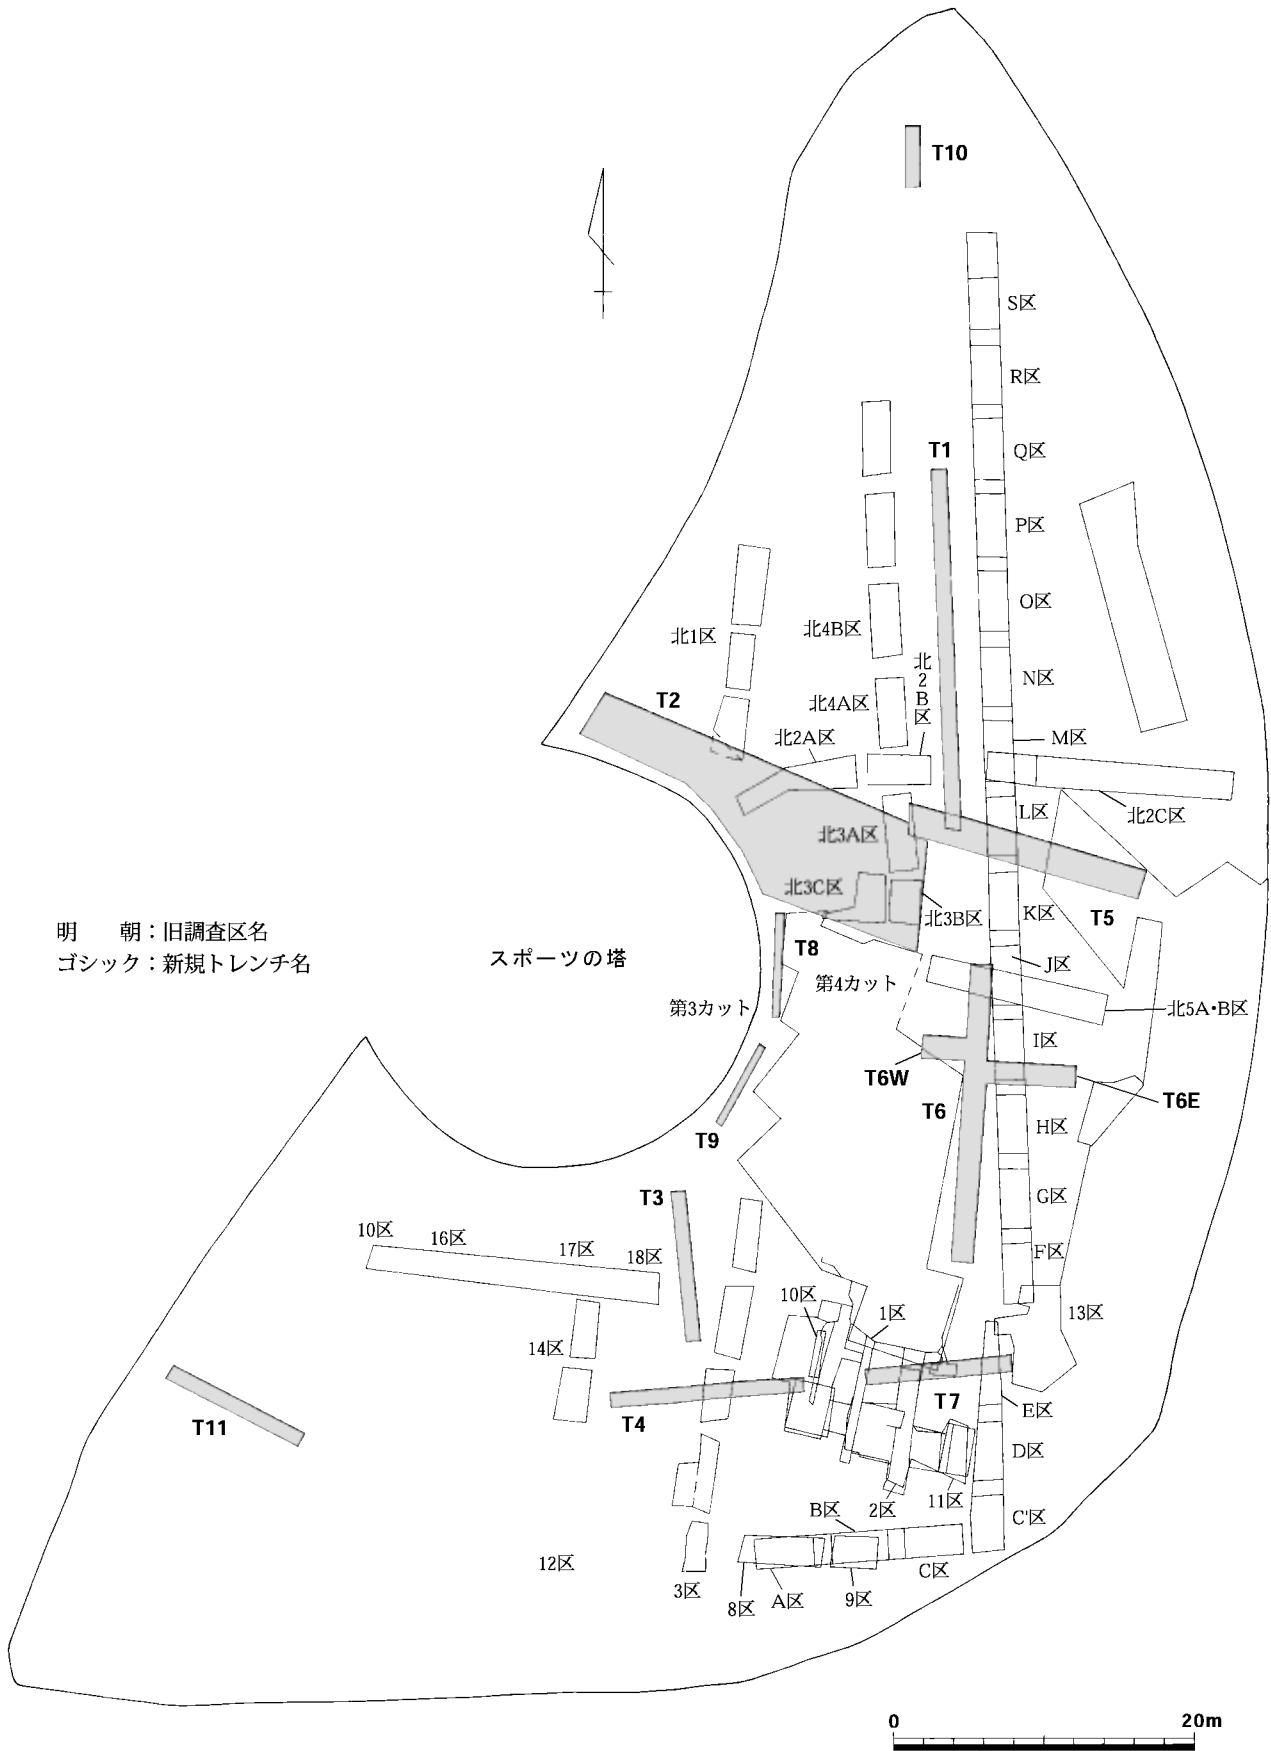 T10
S区
R区
T1
Q区
P区
O区
北1区
北4B区
北2B区
N区
T2
北4A区
北2A区
M区
L区
北2C区
北3A区
北3C区
北3B区
K区
T5
明　朝：旧調査区名
ゴシック：新規トレンチ名
スポーツの塔
T8
J区
第4カット
第3カット
北5A・B区
I区
T6W
T6
T6E
T9
H区
T3
G区
10区
16区
17区
18区
F区
10区
1区
13区
14区
T7
T4
T11
E区
D区
B区
2区
11区
C'区
12区
3区
8区
A区
9区
C区
0
20m